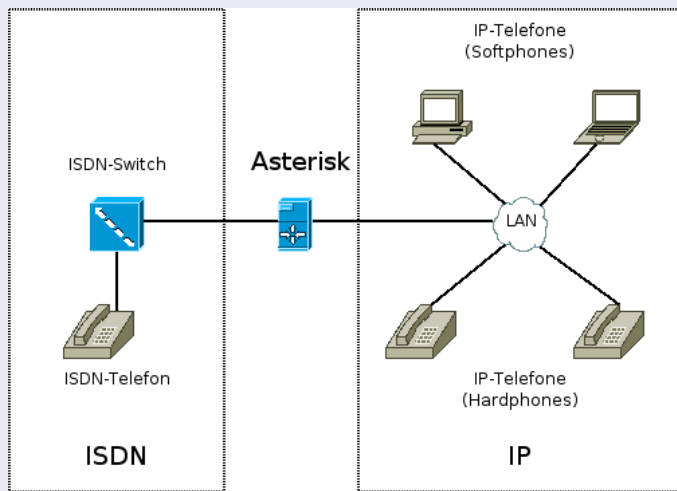 IP-Telefone
(Softphones)
ISDN-Switch
Asterisk
LAN
ISDN-Telefon
IP-Telefone
(Hardphones)
ISDN
IP